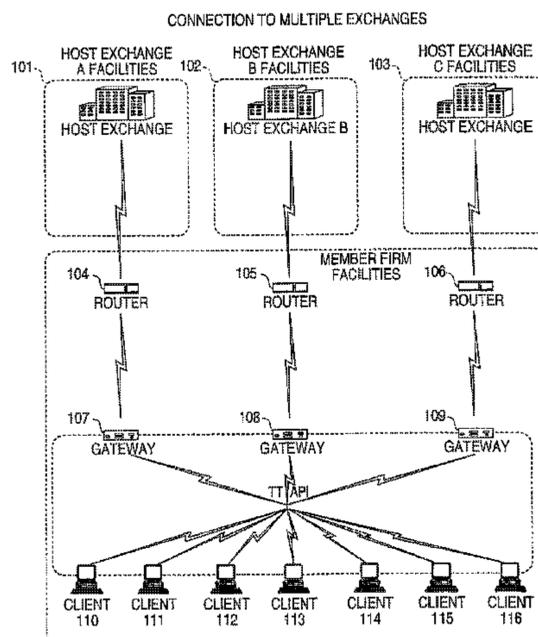 CONNECTION TO MULTIPLE EXCHANGES
HOST EXCHANGE
A FACILITIES
HOST EXCHANGE
B FACILITIES
HOST EXCHANGE
C FACILITIES
101
102
103
HOST EXCHANGE
HOST EXCHANGE B
HOST EXCHANGE
MEMBER FIRM
FACILITIES
104
105
106
ROUTER
ROUTER
ROUTER
107
108
109
GATEWAY
GATEWAY
GATEWAY
TT API
CLIENT
110
CLIENT
111
CLIENT
112
CLIENT
113
CLIENT
114
CLIENT
115
CLIENT
116